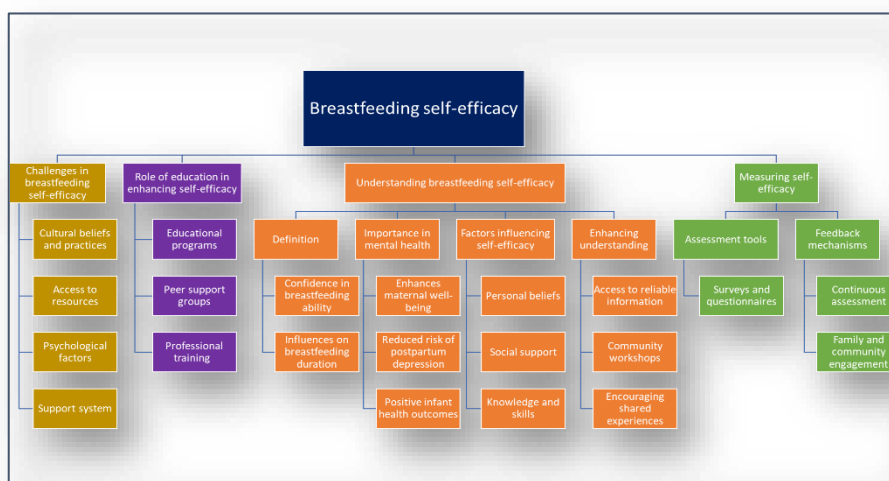 Breastfeeding self-efficacy
Challenges in
breastfeeding
self-efficacy
Role of education in
enhancing self-efficacy
Understanding breastfeeding self-efficacy
Measuring self-
efficacy
Cultural beliefs
and practices
Access to
resources
Psychological
factors
Support system
Educational
programs
Peer support
groups
Professional
training
Definition
Confidence in
breastfeeding
ability
Influences on
breastfeeding
duration
Importance in
mental health
Enhances
maternal well-
being
Reduced risk of
postpartum
depression
Positive infant
health outcomes
Factors influencing
self-efficacy
Personal beliefs
Social support
Knowledge and
skills
Enhancing
understanding
Access to reliable
information
Community
workshops
Encouraging
shared
experiences
Assessment tools
Surveys and
questionnaires
Feedback
mechanisms
Continuous
assessment
Family and
community
engagement